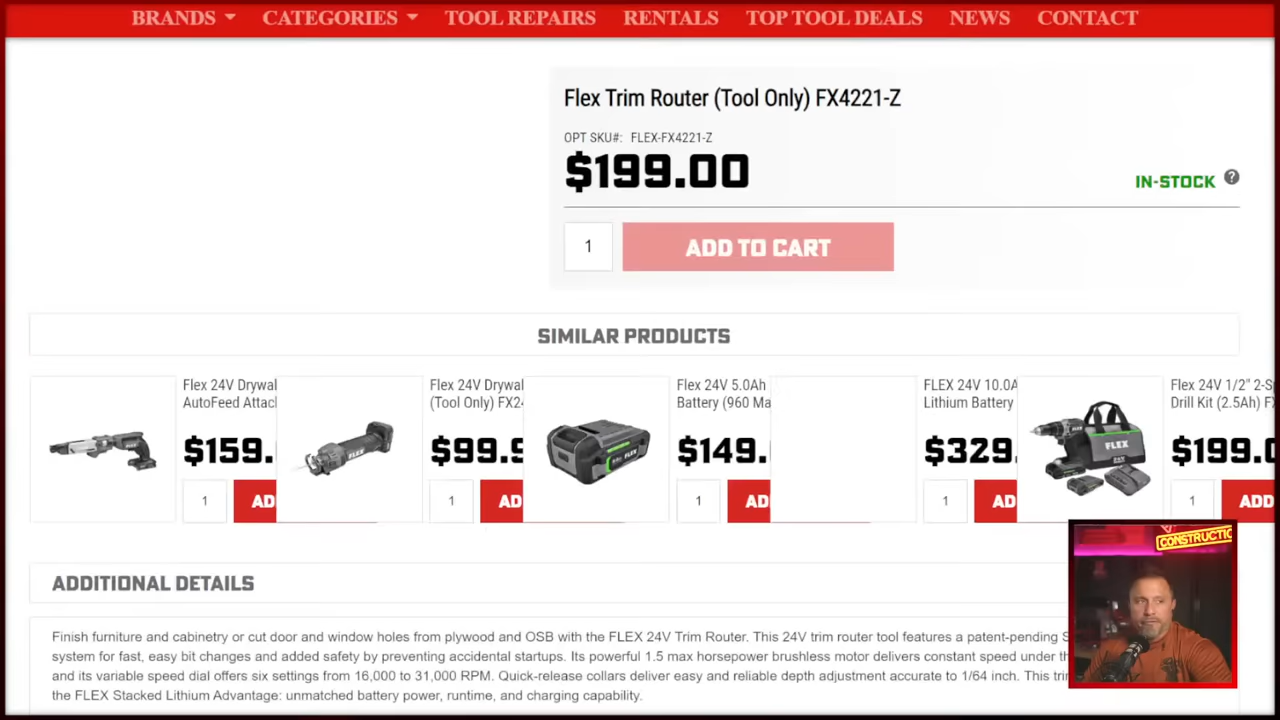 BRANDS CATEGORIES TOOL REPAIRS RENTALS TOP TOOL DEALS NEWS CONTACT
Flex Trim Router (Tool Only) FX4221-Z
OPT SKU#: FLEX-FX4221-Z
$199.00
IN-STOCK ?
1 ADD TO CART
SIMILAR PRODUCTS
Flex 24V Drywal
AutoFeed Attac
$159.
1 AD
FLEX
Flex 24V Drywal
(Tool Only) FX24
$99.9
1 AD
FLEX
Flex 24V 5.0Ah
Battery (960 Ma
$149.
1 AD
FLEX 24V 10.0A
Lithium Battery
$329
1 AD
FLEX
Flex 24V 1/2" 2-S
Drill Kit (2.5Ah) F
$199.0
1 ADD
CONSTRUCTIO
ADDITIONAL DETAILS
Finish furniture and cabinetry or cut door and window holes from plywood and OSB with the FLEX 24V Trim Router. This 24V trim router tool features a patent-pending S
system for fast, easy bit changes and added safety by preventing accidental startups. Its powerful 1.5 max horsepower brushless motor delivers constant speed under th
and its variable speed dial offers six settings from 16,000 to 31,000 RPM. Quick-release collars deliver easy and reliable depth adjustment accurate to 1/64 inch. This tri
the FLEX Stacked Lithium Advantage: unmatched battery power, runtime, and charging capability.